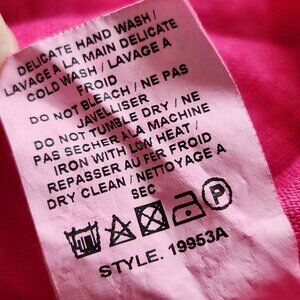 DELICATE HAND WASH /
LAVAGE A LA MAIN DELICATE
COLD WASH / LAVAGE A
FROID
DO NOT BLEACH / NE PAS
JAVELLISER
DO NOT TUMBLE DRY / NE
PAS SECHER A LA MACHINE
IRON WITH LOW HEAT /
REPASSER AU FER FROID
DRY CLEAN / NETTOYAGE A
SEC
P
STYLE. 19953A